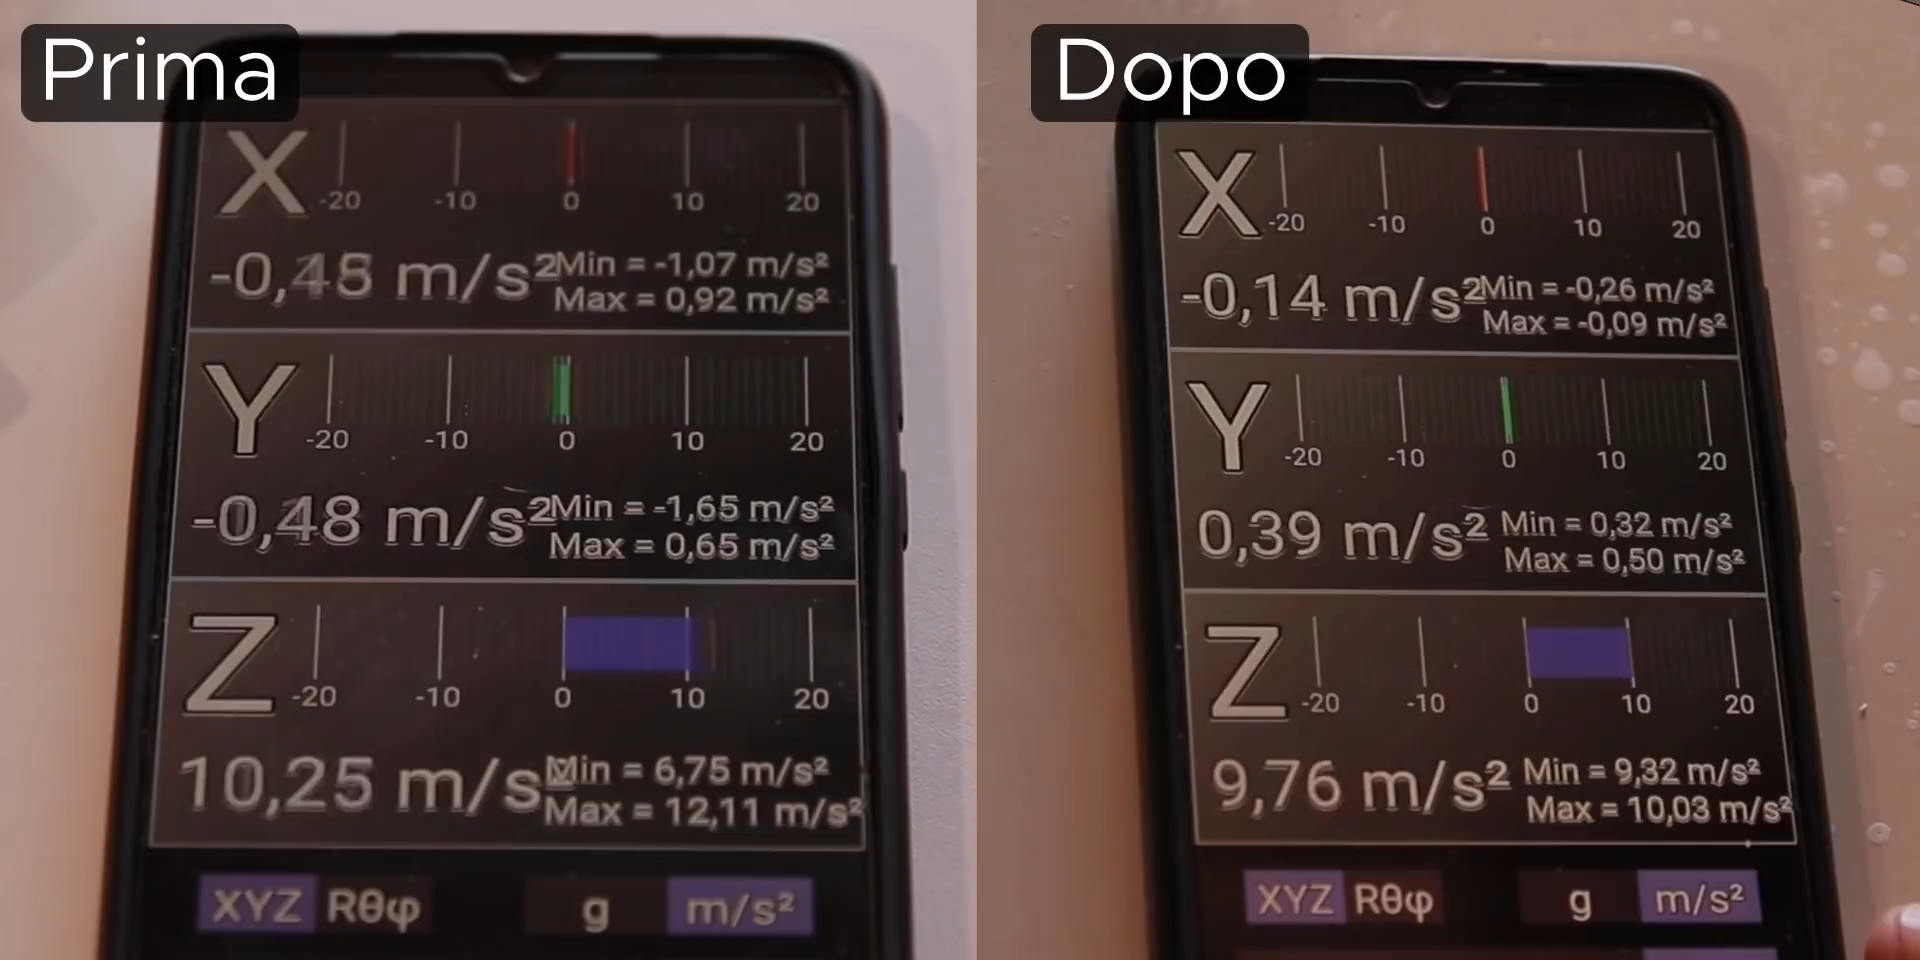 Prima
X
-20 -10 0 10 20
-0,45 m/s²
Min = -1,07 m/s²
Max = 0,92 m/s²
Y
-20 -10 0 10 20
-0,48 m/s²
Min = -1,65 m/s²
Max = 0,65 m/s²
Z
-20 -10 0 10 20
10,25 m/s²
Min = 6,75 m/s²
Max = 12,11 m/s²
XYZ Rθφ g m/s²
Dopo
X
-20 -10 0 10 20
-0,14 m/s²
Min = -0,26 m/s²
Max = -0,09 m/s²
Y
-20 -10 0 10 20
0,39 m/s²
Min = 0,32 m/s²
Max = 0,50 m/s²
Z
-20 -10 0 10 20
9,76 m/s²
Min = 9,32 m/s²
Max = 10,03 m/s²
XYZ Rθφ g m/s²